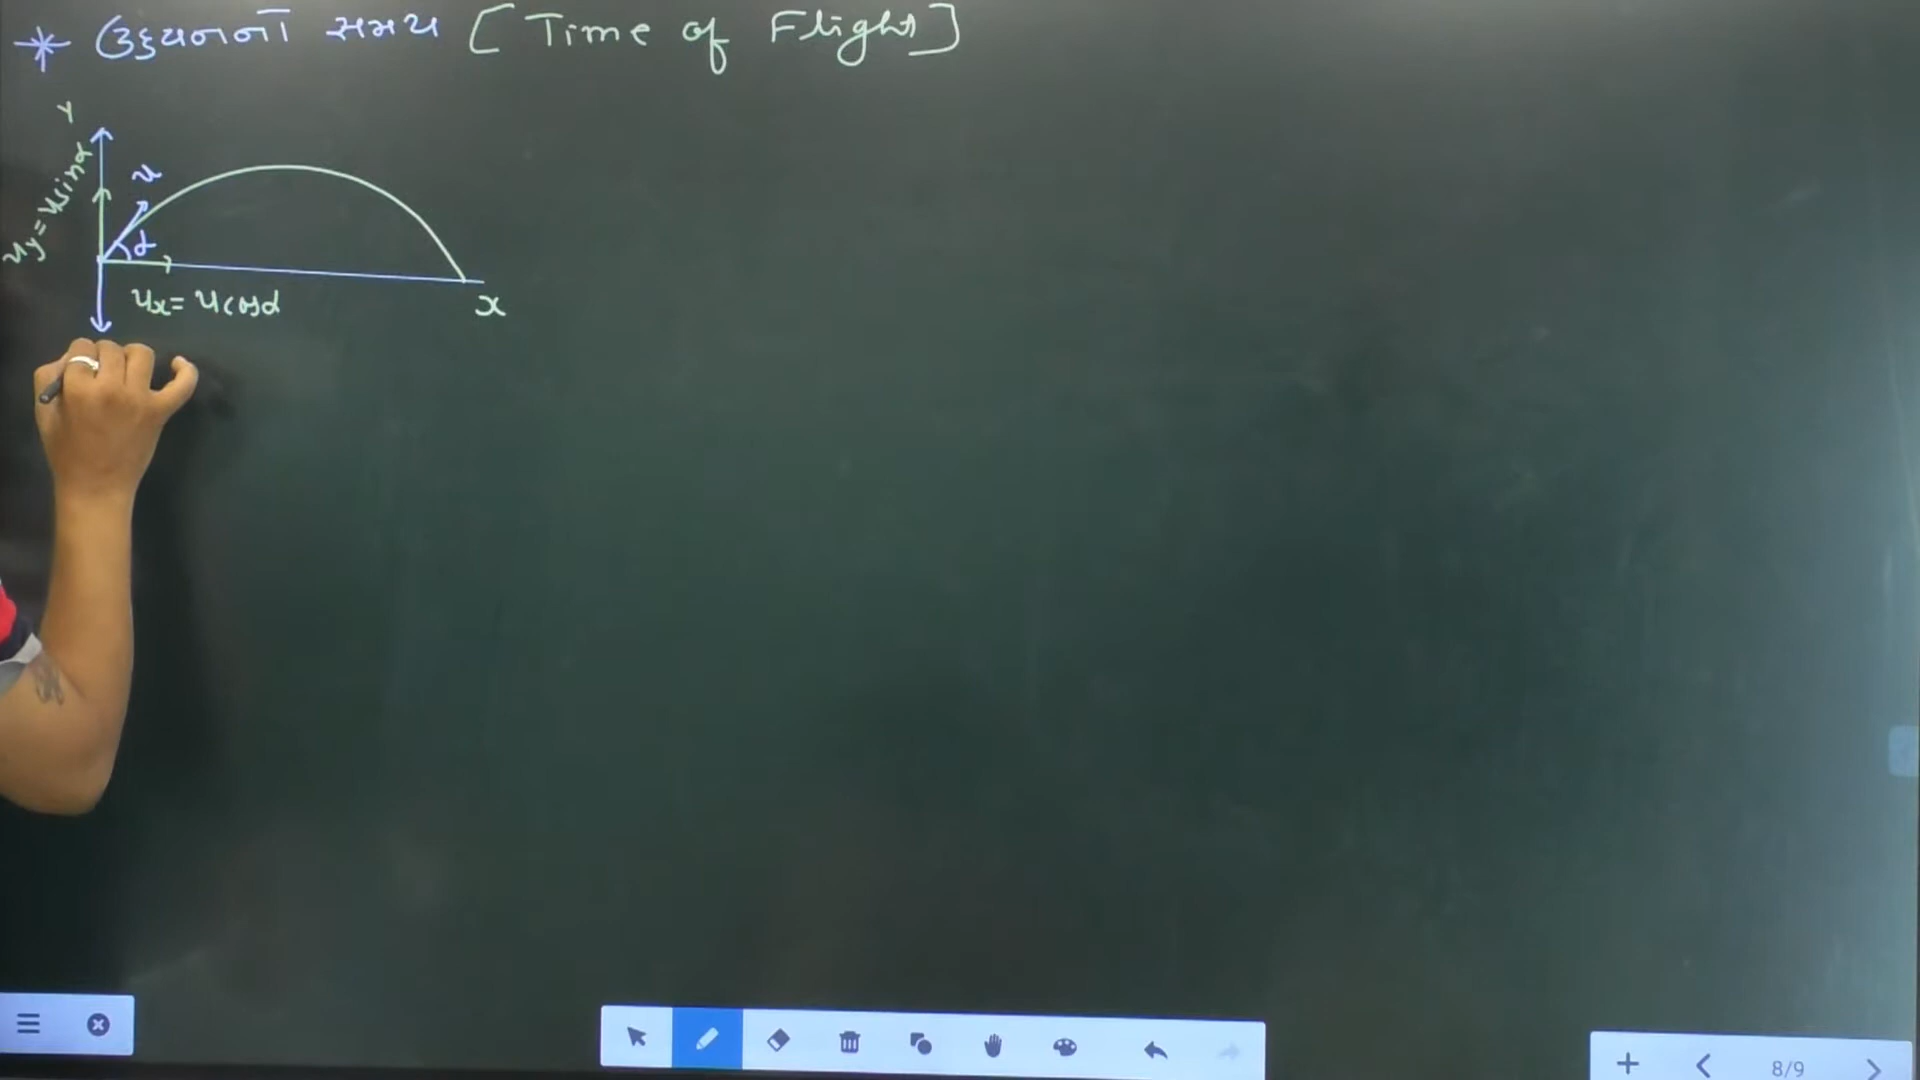 * ઉડ્ડયનનો સમય [Time of Flight]
Y
uy = u sinα
u
α
ux = u cosα
x
8/9